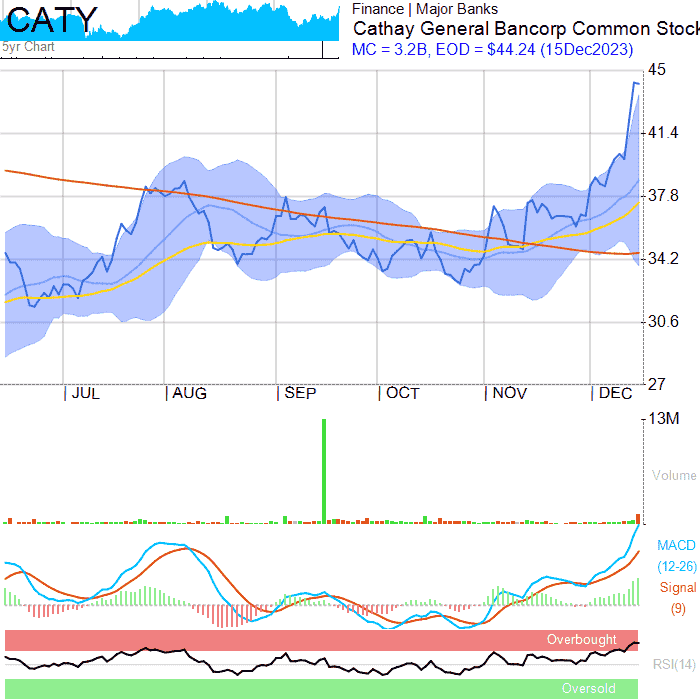 CATY
5yr Chart
Finance | Major Banks
Cathay General Bancorp Common Stock
MC = 3.2B, EOD = $44.24 (15Dec2023)
45
41.4
37.8
34.2
30.6
27
| JUL | AUG | SEP | OCT | NOV | DEC
13M
Volume
MACD
(12-26)
Signal
(9)
Overbought
RSI(14)
Oversold